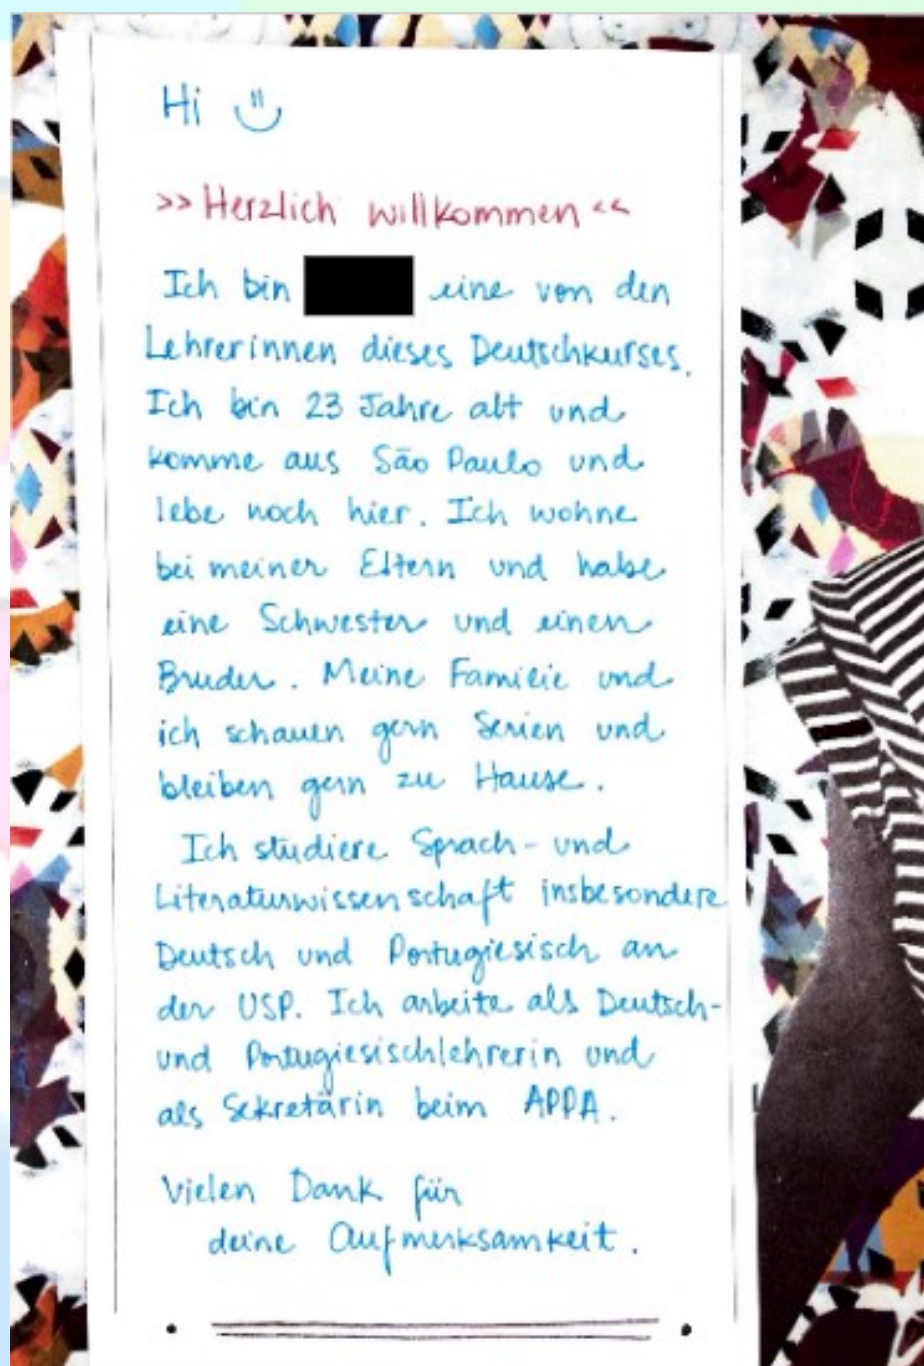 Hi
>> Herzlich willkommen <<
Ich bin eine von den
Lehrerinnen dieses Deutschkurses.
Ich bin 23 Jahre alt und
komme aus São Paulo und
lebe noch hier. Ich wohne
bei meiner Eltern und habe
eine Schwester und einen
Bruder. Meine Familie und
ich schauen gern Serien und
bleiben gern zu Hause.
Ich studiere Sprach- und
Literaturwissenschaft insbesondere
Deutsch und Portugiesisch an
der USP. Ich arbeite als Deutsch-
und Portugiesischlehrerin und
als Sekretärin beim APPA.
Vielen Dank für
deine Aufmerksamkeit.